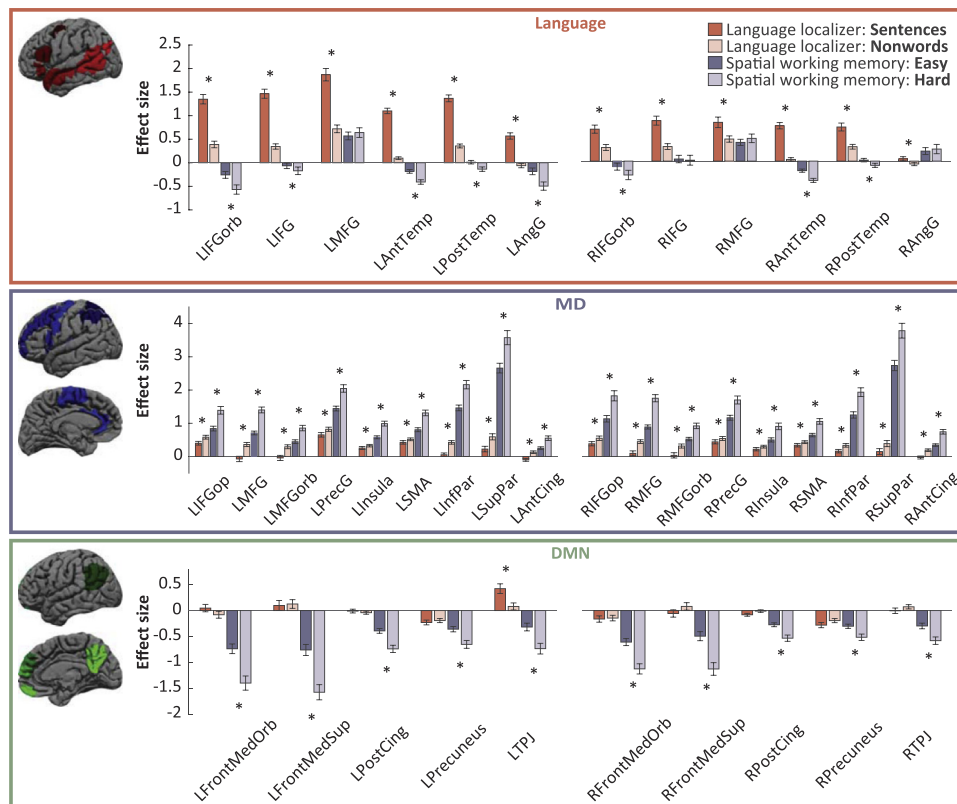 Language
Language localizer: Sentences
Language localizer: Nonwords
Spatial working memory: Easy
Spatial working memory: Hard
Effect size
2.5
2
1.5
1
0.5
0
-0.5
-1
* * * * * * * * * * * *
* * * * * * * *
LIFGorb LIFG LMFG LAntTemp LPostTemp LAngG RIFGorb RIFG RMFG RAntTemp RPostTemp RAngG
MD
Effect size
4
3
2
1
0
* * * * * * * * * * * * * * * * * *
* * * * * * * * * * * * * * * * * *
LIFGop LMFG LMFGorb LPrecG LInsula LSMA LInfPar LSupPar LAntCing RIFGop RMFG RMFGorb RPrecG RInsula RSMA RInfPar RSupPar RAntCing
DMN
Effect size
0.5
0
-0.5
-1
-1.5
-2
*
* * * * * * * * * *
LFrontMedOrb LFrontMedSup LPostCing LPrecuneus LTPJ RFrontMedOrb RFrontMedSup RPostCing RPrecuneus RTPJ